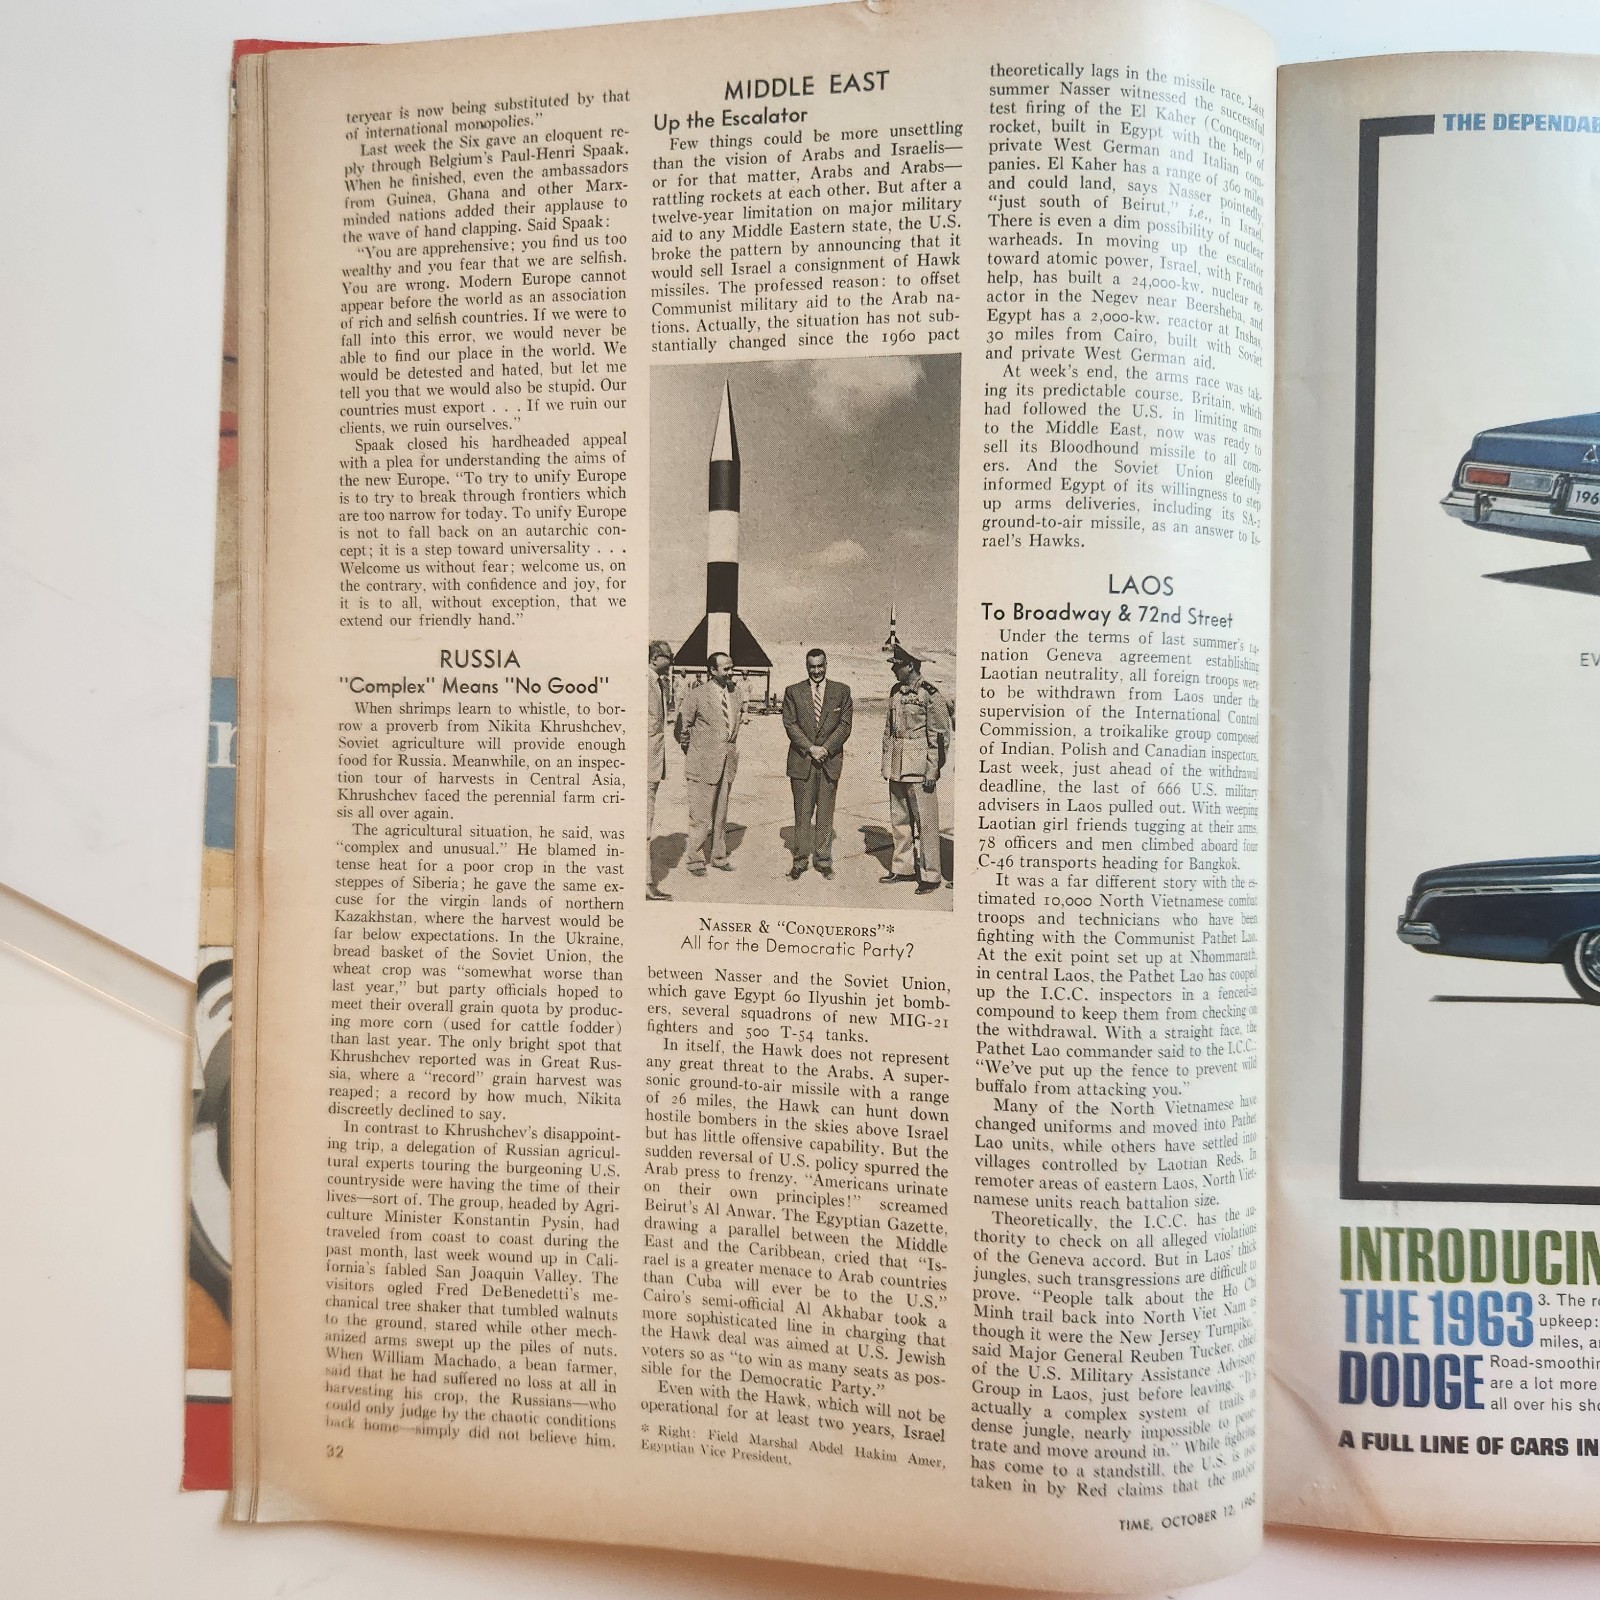 teryear is now being substituted by that
of international monopolies."
Last week the Six gave an eloquent re-
ply through Belgium's Paul-Henri Spaak.
When he finished, even the ambassadors
from Guinea, Ghana and other Marx-
minded nations added their applause to
the wave of hand clapping. Said Spaak:
"You are apprehensive; you find us too
wealthy and you fear that we are selfish.
You are wrong. Modern Europe cannot
appear before the world as an association
of rich and selfish countries. If we were to
fall into this error, we would never be
able to find our place in the world. We
would be detested and hated, but let me
tell you that we would also be stupid. Our
countries must export . . . If we ruin our
clients, we ruin ourselves."
Spaak closed his hardheaded appeal
with a plea for understanding the aims of
the new Europe. "To try to unify Europe
is to try to break through frontiers which
are too narrow for today. To unify Europe
is not to fall back on an autarchic con-
cept; it is a step toward universality . . .
Welcome us without fear; welcome us, on
the contrary, with confidence and joy, for
it is to all, without exception, that we
extend our friendly hand."
RUSSIA
"Complex" Means "No Good"
When shrimps learn to whistle, to bor-
row a proverb from Nikita Khrushchev,
Soviet agriculture will provide enough
food for Russia. Meanwhile, on an inspec-
tion tour of harvests in Central Asia,
Khrushchev faced the perennial farm cri-
sis all over again.
The agricultural situation, he said, was
"complex and unusual." He blamed in-
tense heat for a poor crop in the vast
steppes of Siberia; he gave the same ex-
cuse for the virgin lands of northern
Kazakhstan, where the harvest would be
far below expectations. In the Ukraine,
bread basket of the Soviet Union, the
wheat crop was "somewhat worse than
last year," but party officials hoped to
meet their overall grain quota by produc-
ing more corn (used for cattle fodder)
than last year. The only bright spot that
Khrushchev reported was in Great Rus-
sia, where a "record" grain harvest was
reaped; a record by how much, Nikita
discreetly declined to say.
In contrast to Khrushchev's disappoint-
ing trip, a delegation of Russian agricul-
tural experts touring the burgeoning U.S.
countryside were having the time of their
lives—sort of. The group, headed by Agri-
culture Minister Konstantin Pysin, had
traveled from coast to coast during the
past month, last week wound up in Cali-
fornia's fabled San Joaquin Valley. The
visitors ogled Fred DeBenedetti's me-
chanical tree shaker that tumbled walnuts
to the ground, stared while other mech-
anized arms swept up the piles of nuts.
When William Machado, a bean farmer,
said that he had suffered no loss at all in
harvesting his crop, the Russians—who
could only judge by the chaotic conditions
back home—simply did not believe him.
32
MIDDLE EAST
Up the Escalator
Few things could be more unsettling
than the vision of Arabs and Israelis—
or for that matter, Arabs and Arabs—
rattling rockets at each other. But after a
twelve-year limitation on major military
aid to any Middle Eastern state, the U.S.
broke the pattern by announcing that it
would sell Israel a consignment of Hawk
missiles. The professed reason: to offset
Communist military aid to the Arab na-
tions. Actually, the situation has not sub-
stantially changed since the 1960 pact
NASSER & "CONQUERORS"*
All for the Democratic Party?
between Nasser and the Soviet Union,
which gave Egypt 60 Ilyushin jet bomb-
ers, several squadrons of new MIG-21
fighters and 500 T-54 tanks.
In itself, the Hawk does not represent
any great threat to the Arabs. A super-
sonic ground-to-air missile with a range
of 26 miles, the Hawk can hunt down
hostile bombers in the skies above Israel
but has little offensive capability. But the
sudden reversal of U.S. policy spurred the
Arab press to frenzy. "Americans urinate
on their own principles!" screamed
Beirut's Al Anwar. The Egyptian Gazette,
drawing a parallel between the Middle
East and the Caribbean, cried that "Is-
rael is a greater menace to Arab countries
than Cuba will ever be to the U.S."
Cairo's semi-official Al Akhabar took a
more sophisticated line in charging that
the Hawk deal was aimed at U.S. Jewish
voters so as "to win as many seats as pos-
sible for the Democratic Party."
Even with the Hawk, which will not be
operational for at least two years, Israel
* Right: Field Marshal Abdel Hakim Amer,
Egyptian Vice President.
theoretically lags in the missile race. Last
summer Nasser witnessed the successful
test firing of the El Kaher (Conqueror)
rocket, built in Egypt with the help of
private West German and Italian com-
panies. El Kaher has a range of 360 miles
and could land, says Nasser pointedly,
"just south of Beirut," i.e., in Israel.
There is even a dim possibility of nuclear
warheads. In moving up the escalator
toward atomic power, Israel, with French
help, has built a 24,000-kw. nuclear re-
actor in the Negev near Beersheba, and
Egypt has a 2,000-kw. reactor at Inshas,
30 miles from Cairo, built with Soviet
and private West German aid.
At week's end, the arms race was tak-
ing its predictable course. Britain, which
had followed the U.S. in limiting arms
to the Middle East, now was ready to
sell its Bloodhound missile to all com-
ers. And the Soviet Union gleefully
informed Egypt of its willingness to step
up arms deliveries, including its SA-2
ground-to-air missile, as an answer to Is-
rael's Hawks.
LAOS
To Broadway & 72nd Street
Under the terms of last summer's 14-
nation Geneva agreement establishing
Laotian neutrality, all foreign troops were
to be withdrawn from Laos under the
supervision of the International Control
Commission, a troikalike group composed
of Indian, Polish and Canadian inspectors.
Last week, just ahead of the withdrawal
deadline, the last of 666 U.S. military
advisers in Laos pulled out. With weeping
Laotian girl friends tugging at their arms,
78 officers and men climbed aboard four
C-46 transports heading for Bangkok.
It was a far different story with the es-
timated 10,000 North Vietnamese combat
troops and technicians who have been
fighting with the Communist Pathet Lao.
At the exit point set up at Nhommarath,
in central Laos, the Pathet Lao has cooped
up the I.C.C. inspectors in a fenced-in
compound to keep them from checking on
the withdrawal. With a straight face, the
Pathet Lao commander said to the I.C.C.:
"We've put up the fence to prevent wild
buffalo from attacking you."
Many of the North Vietnamese have
changed uniforms and moved into Pathet
Lao units, while others have settled into
villages controlled by Laotian Reds. In
remoter areas of eastern Laos, North Viet-
namese units reach battalion size.
Theoretically, the I.C.C. has the au-
thority to check on all alleged violations
of the Geneva accord. But in Laos' thick
jungles, such transgressions are difficult to
prove. "People talk about the Ho Chi
Minh trail back into North Viet Nam as
though it were the New Jersey Turnpike,"
said Major General Reuben Tucker, chief
of the U.S. Military Assistance Advisory
Group in Laos, just before leaving. "It's
actually a complex system of trails in
dense jungle, nearly impossible to pene-
trate and move around in." While fighting
has come to a standstill, the U.S. is not
taken in by Red claims that the major
TIME, OCTOBER 12, 1962
THE DEPENDAB
196
EV
INTRODUCIN
THE 1963
DODGE
3. The r
upkeep:
miles, a
Road-smoothi
are a lot more
all over his sho
A FULL LINE OF CARS IN